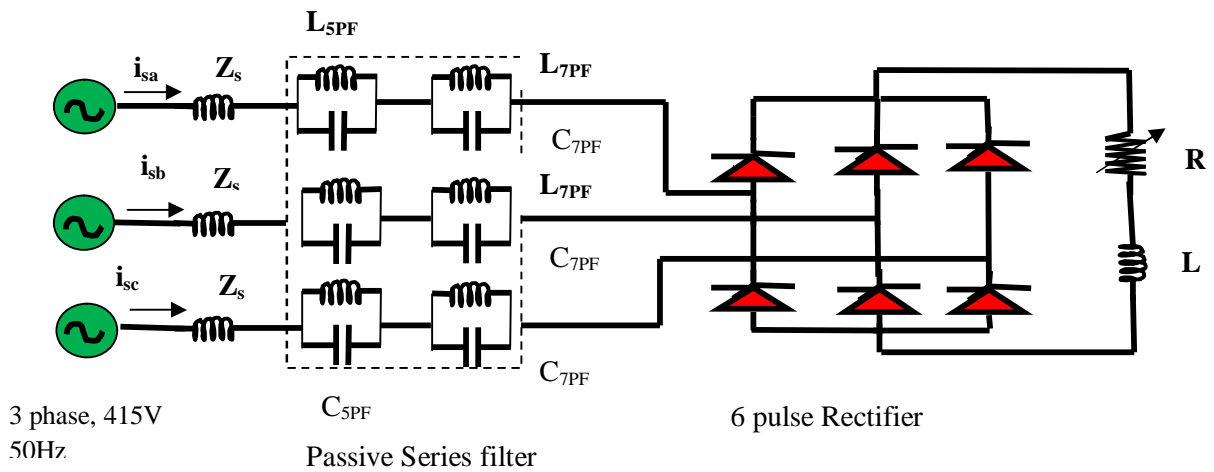 L5PF
isa
Zs
L7PF
C7PF
isb
Zs
L7PF
C7PF
isc
Zs
C7PF
C5PF
R
L
3 phase, 415V
50Hz
Passive Series filter
6 pulse Rectifier